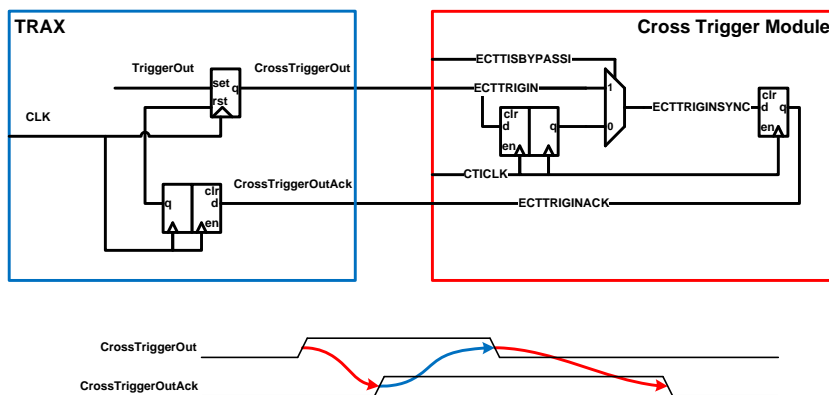 TRAX
Cross Trigger Module
TriggerOut
CrossTriggerOut
ECTTISBYPASSI
set
q
rst
ECTTRIGIN
1
clr
d
q
en
0
ECTTRIGINSYNC
clr
d
q
en
CLK
CTICLK
CrossTriggerOutAck
q
clr
d
en
ECTTRIGINACK
CrossTriggerOut
CrossTriggerOutAck